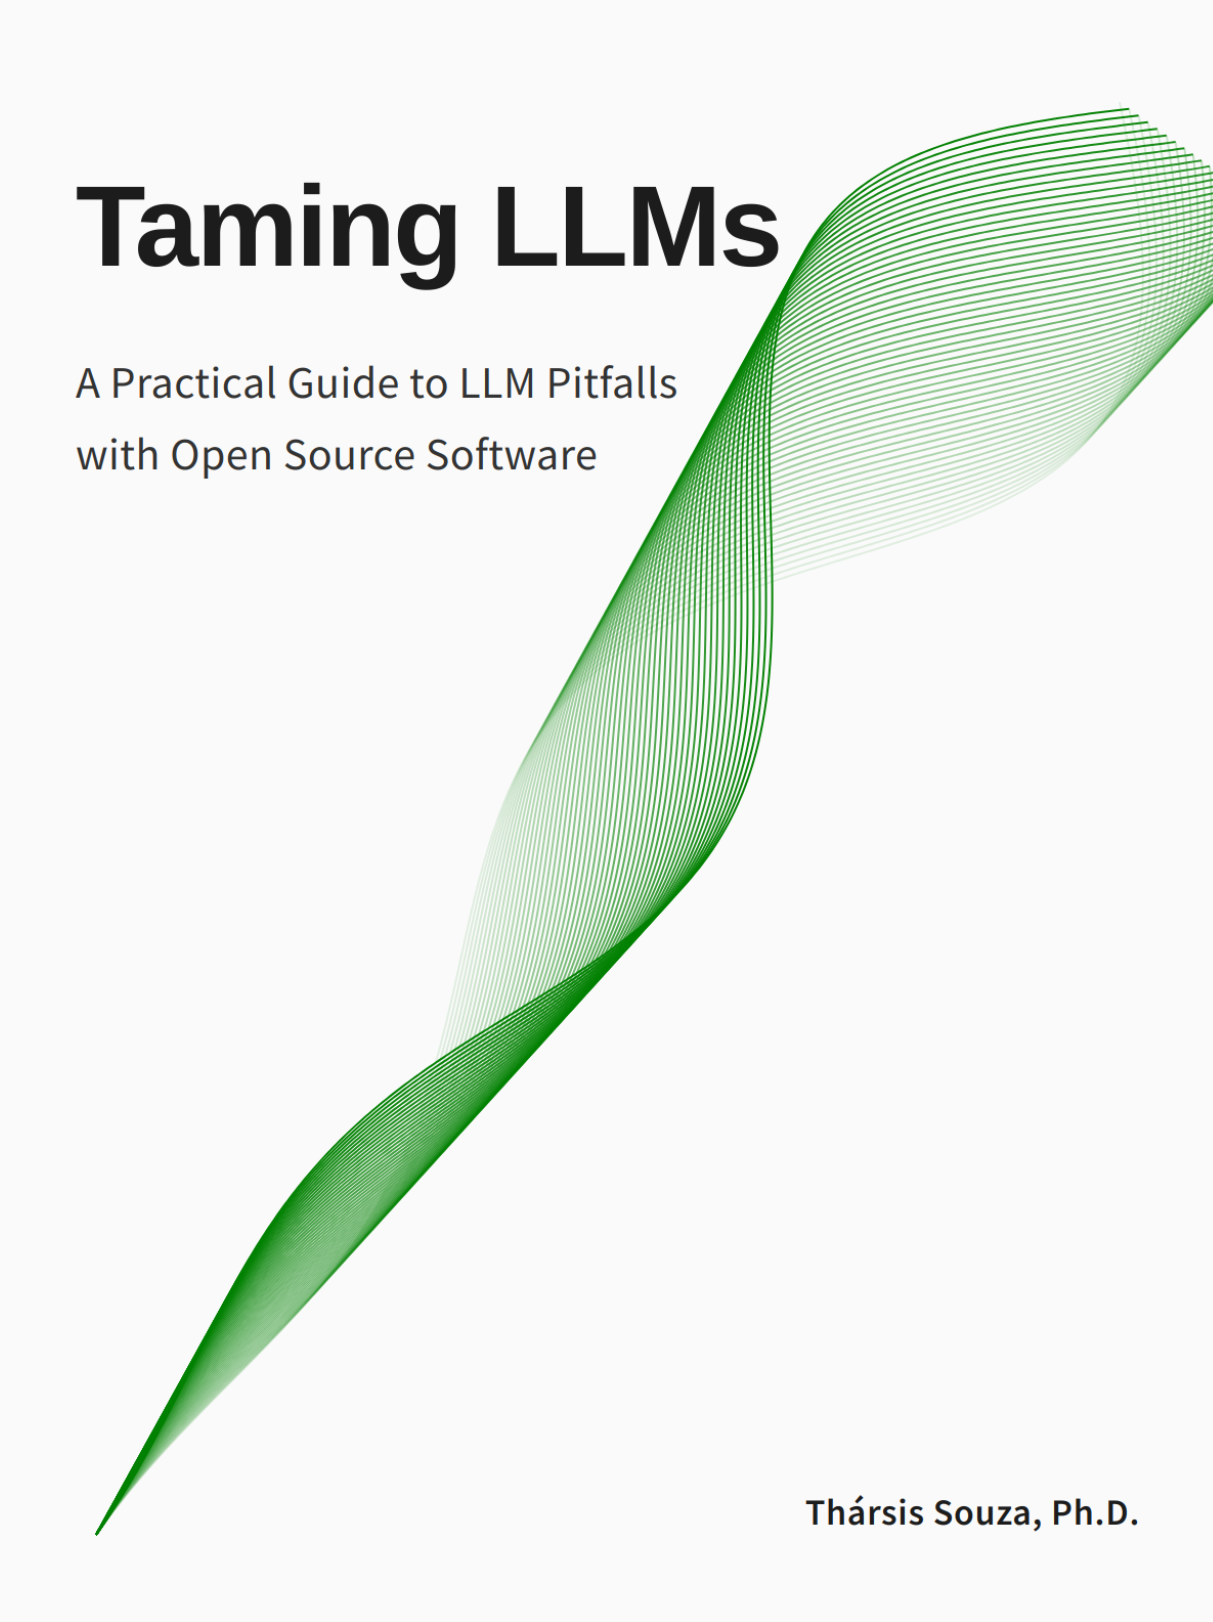 Taming LLMs
A Practical Guide to LLM Pitfalls
with Open Source Software
Thársis Souza, Ph.D.